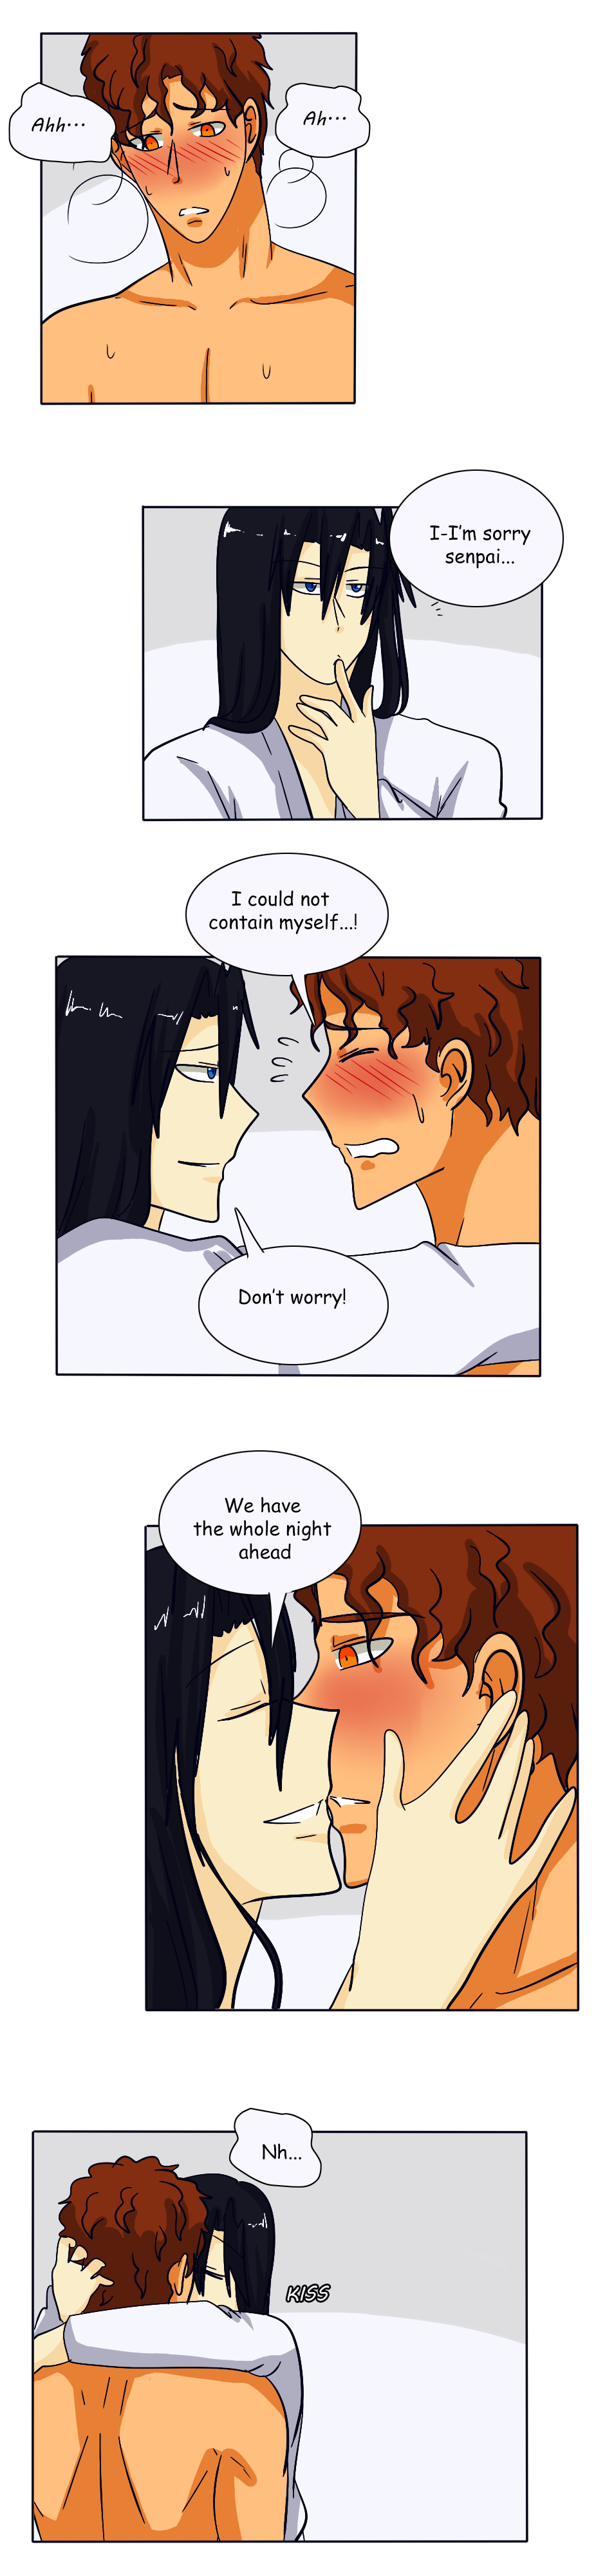 Ahh...
Ah...
I-I'm sorry
senpai...
I could not
contain myself...!
Don't worry!
We have
the whole night
ahead
Nh...
KISS